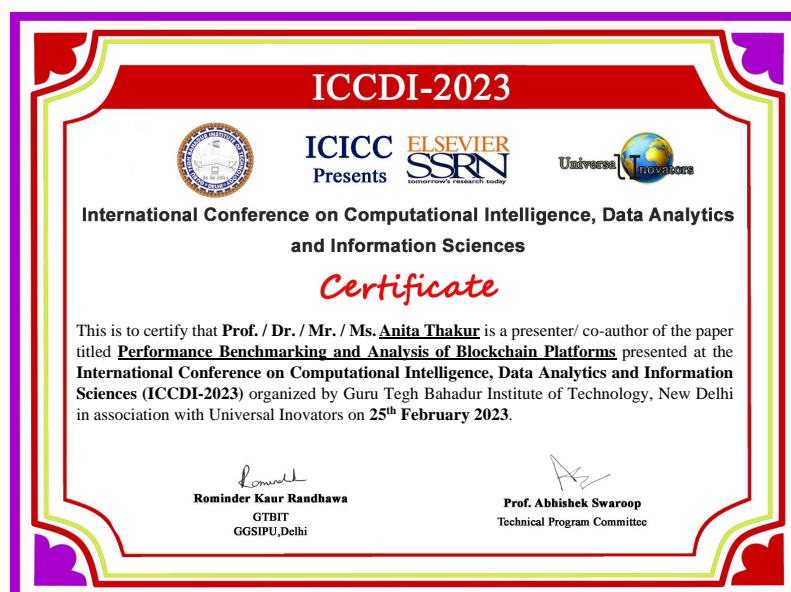 ICCDI-2023
ICICC
Presents
ELSEVIER
SSRN
tomorrow's research today
Universal Inovators
International Conference on Computational Intelligence, Data Analytics
and Information Sciences
Certificate
This is to certify that Prof. / Dr. / Mr. / Ms. Anita Thakur is a presenter/ co-author of the paper
titled Performance Benchmarking and Analysis of Blockchain Platforms presented at the
International Conference on Computational Intelligence, Data Analytics and Information
Sciences (ICCDI-2023) organized by Guru Tegh Bahadur Institute of Technology, New Delhi
in association with Universal Inovators on 25th February 2023.
Rominder Kaur Randhawa
GTBIT
GGSIPU,Delhi
Prof. Abhishek Swaroop
Technical Program Committee